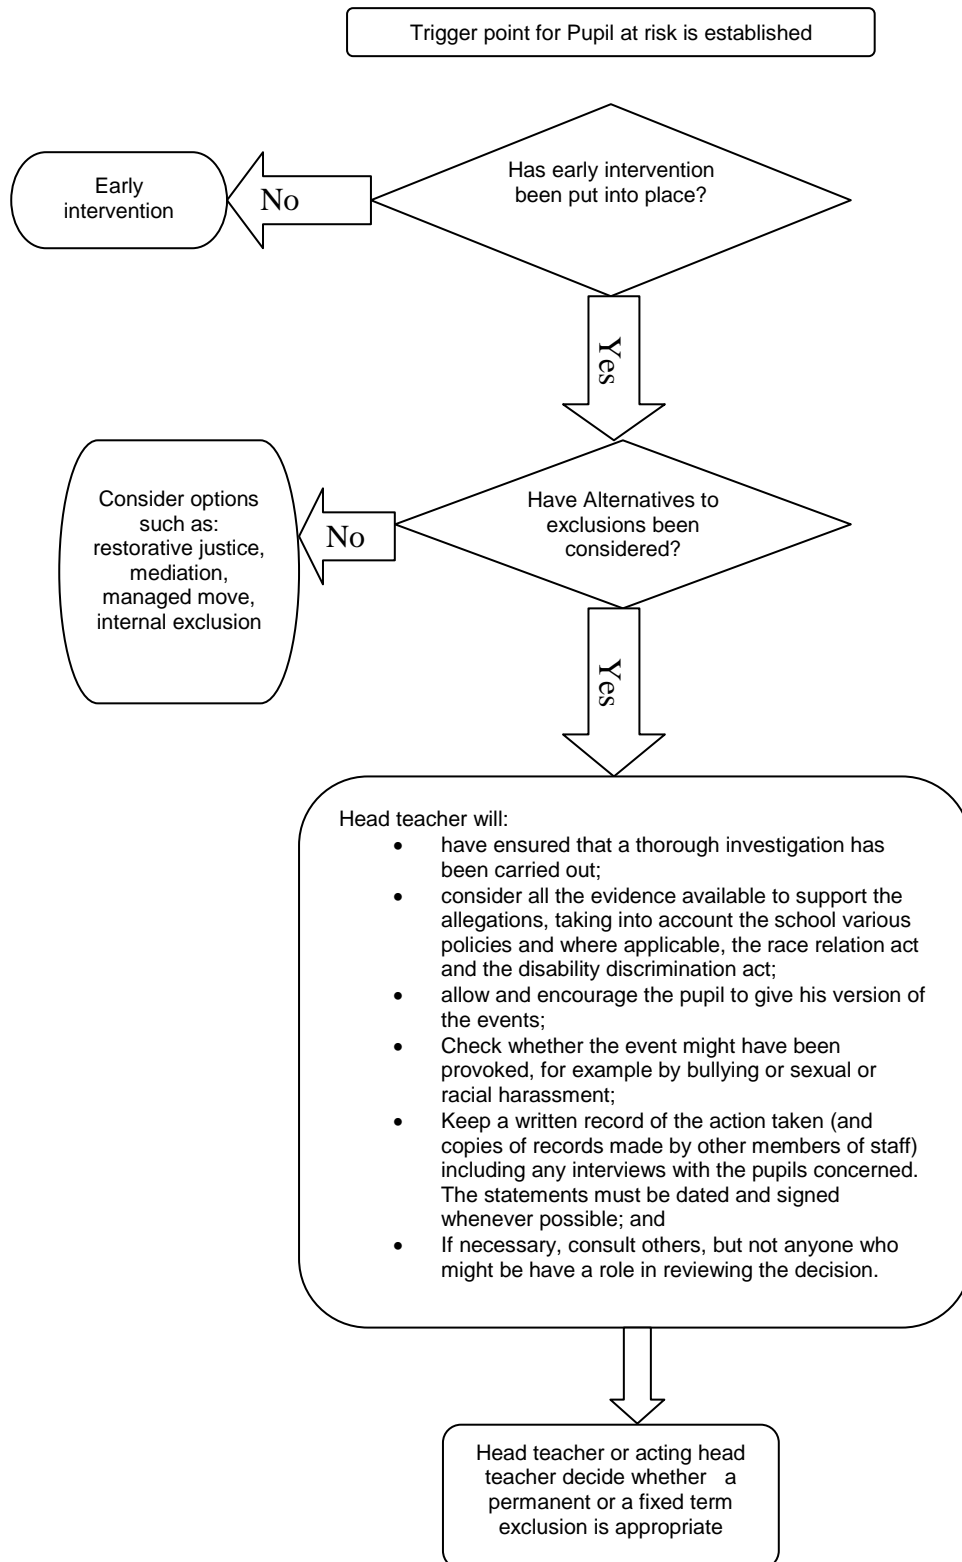 Trigger point for Pupil at risk is established
Has early intervention
been put into place?
No
Early
intervention
Yes
Have Alternatives to
exclusions been
considered?
No
Consider options
such as:
restorative justice,
mediation,
managed move,
internal exclusion
Yes
Head teacher will:
• have ensured that a thorough investigation has
been carried out;
• consider all the evidence available to support the
allegations, taking into account the school various
policies and where applicable, the race relation act
and the disability discrimination act;
• allow and encourage the pupil to give his version of
the events;
• Check whether the event might have been
provoked, for example by bullying or sexual or
racial harassment;
• Keep a written record of the action taken (and
copies of records made by other members of staff)
including any interviews with the pupils concerned.
The statements must be dated and signed
whenever possible; and
• If necessary, consult others, but not anyone who
might be have a role in reviewing the decision.
Head teacher or acting head
teacher decide whether a
permanent or a fixed term
exclusion is appropriate